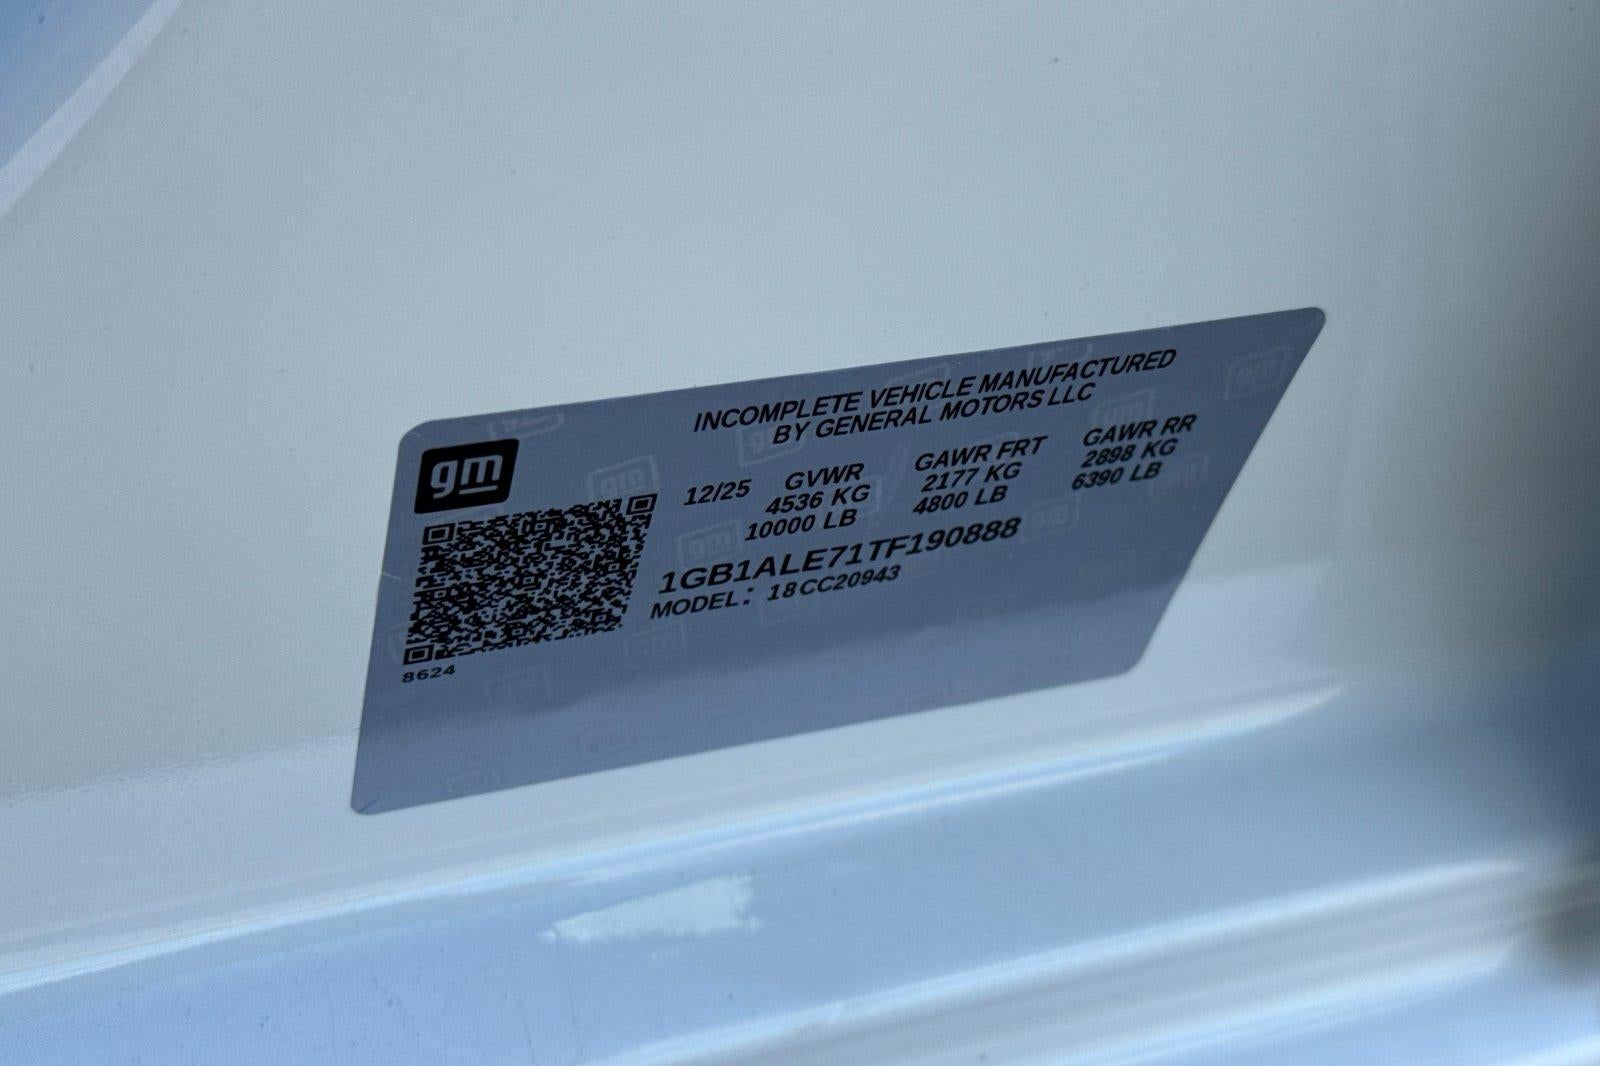 INCOMPLETE VEHICLE MANUFACTURED
BY GENERAL MOTORS LLC
gm
12/25 GVWR GAWR FRT GAWR RR
4536 KG 2177 KG 2898 KG
10000 LB 4800 LB 6390 LB
1GB1ALE71TF190888
MODEL: 18CC20943
8624